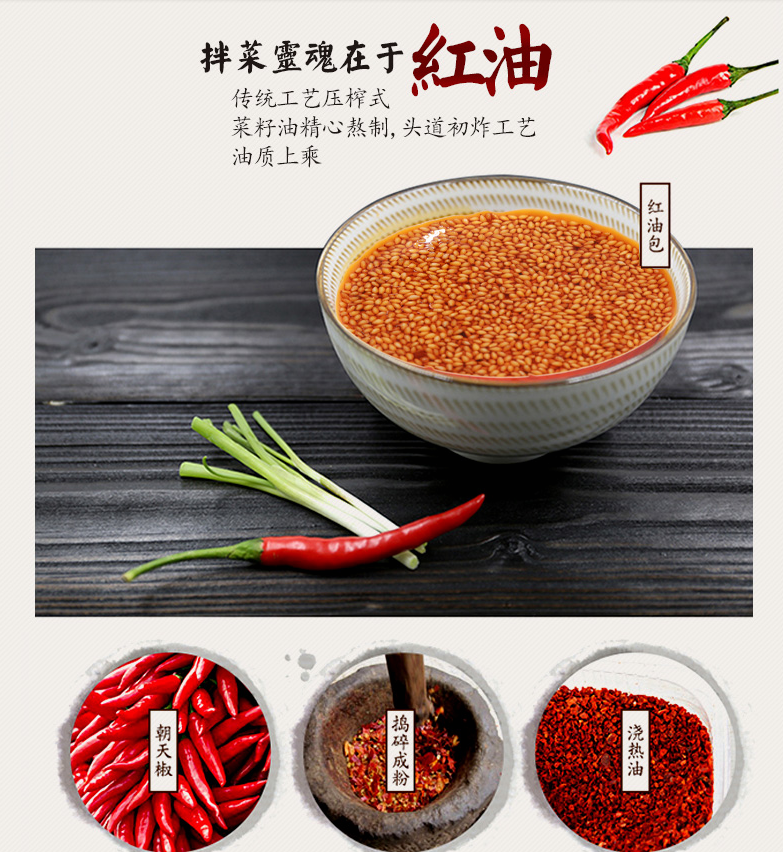 拌菜靈魂在于紅油
传统工艺压榨式
菜籽油精心熬制,头道初炸工艺
油质上乘
红油包
朝天椒
捣碎成粉
浇热油